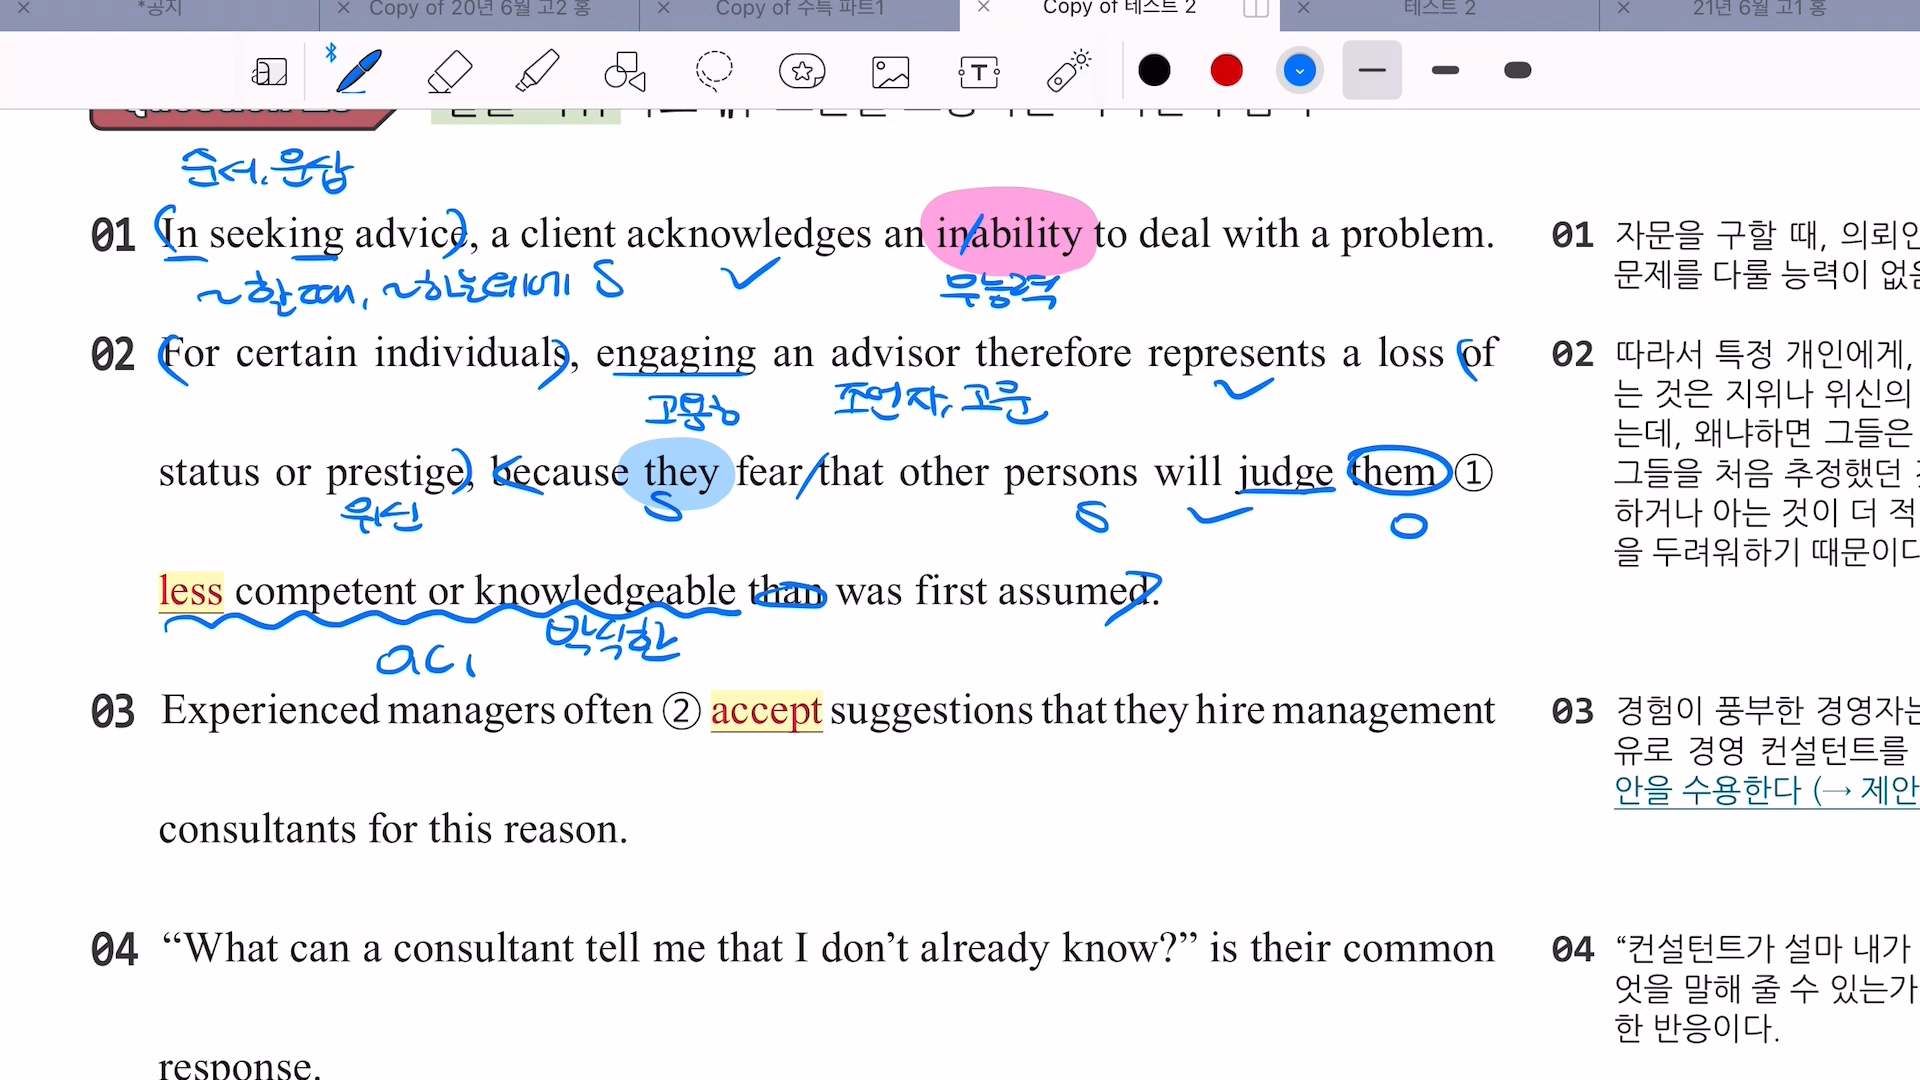 *공지 Copy of 20년 6월 고2 홍 Copy of 수특 파트1 Copy of 테스트 2 테스트 2 21년 6월 고1 홍
순서, 문삽
01 In seeking advice, a client acknowledges an inability to deal with a problem.
~할때, ~하는데에 S 무능력
02 For certain individuals, engaging an advisor therefore represents a loss of
고용 조언자, 고문
status or prestige, because they fear that other persons will judge them ①
위신 S S O
less competent or knowledgeable than was first assumed.
박식한
OC,
03 Experienced managers often ② accept suggestions that they hire management
consultants for this reason.
04 “What can a consultant tell me that I don’t already know?” is their common
response.
01 자문을 구할 때, 의뢰인
문제를 다룰 능력이 없음
02 따라서 특정 개인에게,
는 것은 지위나 위신의
는데, 왜냐하면 그들은
그들을 처음 추정했던
하거나 아는 것이 더 적
을 두려워하기 때문이다
03 경험이 풍부한 경영자는
유로 경영 컨설턴트를
안을 수용한다 (→ 제안
04 “컨설턴트가 설마 내가
엇을 말해 줄 수 있는가
한 반응이다.